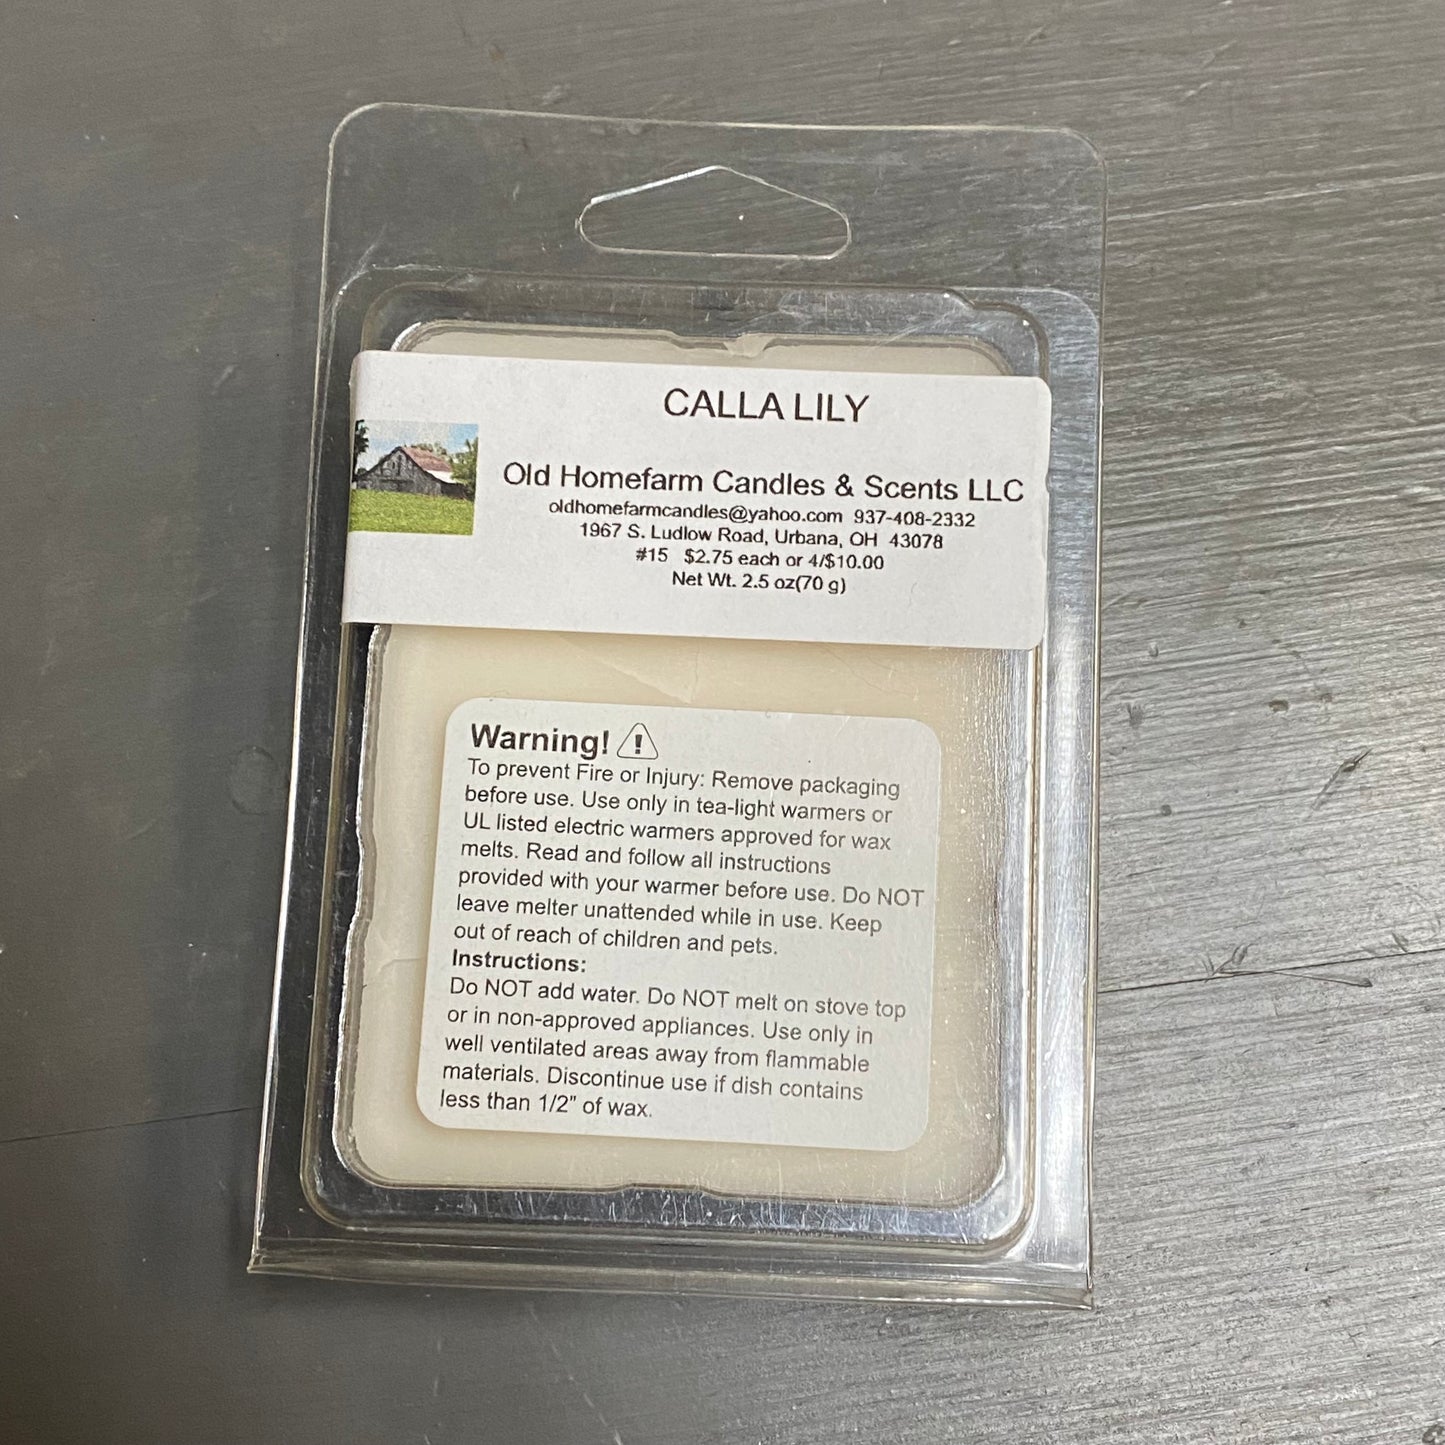 CALLA LILY
Old Homefarm Candles & Scents LLC
oldhomefarmcandles@yahoo.com 937-408-2332
1967 S. Ludlow Road, Urbana, OH 43078
#15 $2.75 each or 4/$10.00
Net Wt. 2.5 oz(70 g)
Warning!
To prevent Fire or Injury: Remove packaging
before use. Use only in tea-light warmers or
UL listed electric warmers approved for wax
melts. Read and follow all instructions
provided with your warmer before use. Do NOT
leave melter unattended while in use. Keep
out of reach of children and pets.
Instructions:
Do NOT add water. Do NOT melt on stove top
or in non-approved appliances. Use only in
well ventilated areas away from flammable
materials. Discontinue use if dish contains
less than 1/2" of wax.